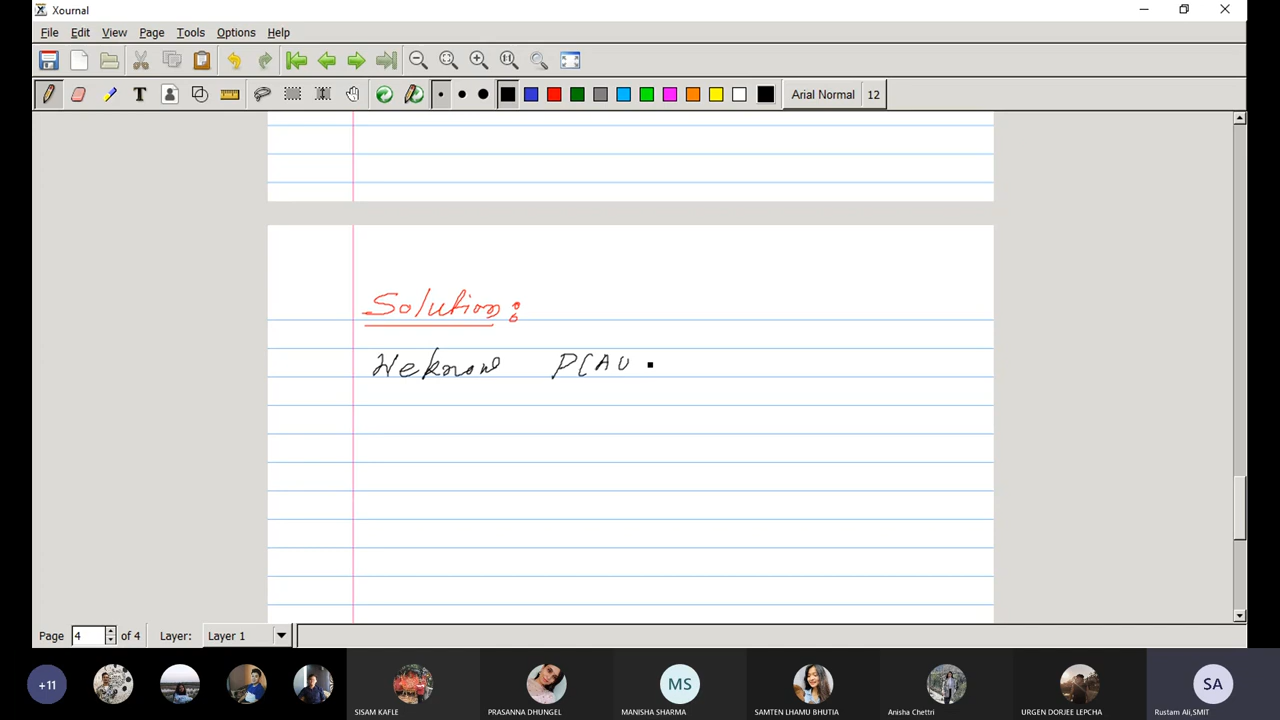 Xournal
File Edit View Page Tools Options Help
T Arial Normal 12
Solution:
We know P(AU
Page 4 of 4 Layer: Layer 1
+11 MS SA
SISAM KAFLE PRASANNA DHUNGEL MANISHA SHARMA SAMTEN LHAMU BHUTIA Anisha Chettri URGEN DORJEE LEPCHA Rustam Ali,SMIT